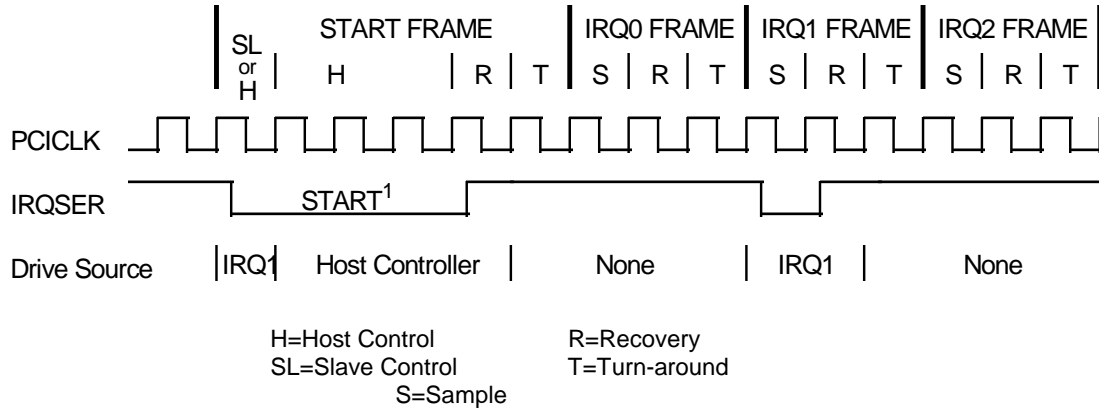 START FRAME IRQ0 FRAME IRQ1 FRAME IRQ2 FRAME
SL
or
H
H R T S R T S R T S R T
PCICLK
IRQSER START1
Drive Source IRQ1 Host Controller None IRQ1 None
H=Host Control R=Recovery
SL=Slave Control T=Turn-around
S=Sample